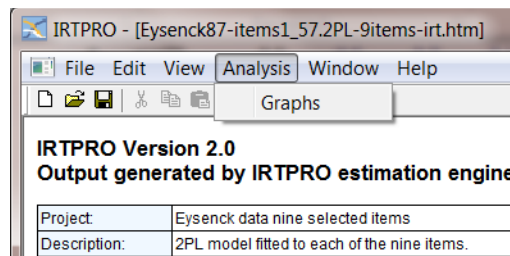 IRTPRO - [Eysenck87-items1_57.2PL-9items-irt.htm]
File Edit View Analysis Window Help
Graphs
IRTPRO Version 2.0
Output generated by IRTPRO estimation engine
Project: Eysenck data nine selected items
Description: 2PL model fitted to each of the nine items.